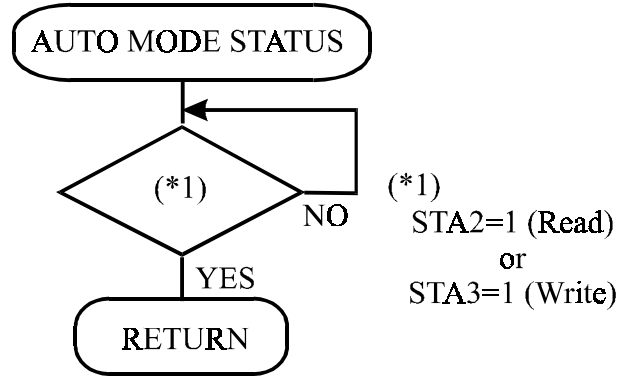 AUTO MODE STATUS
(*1)
NO
YES
RETURN
(*1)
STA2=1 (Read)
or
STA3=1 (Write)